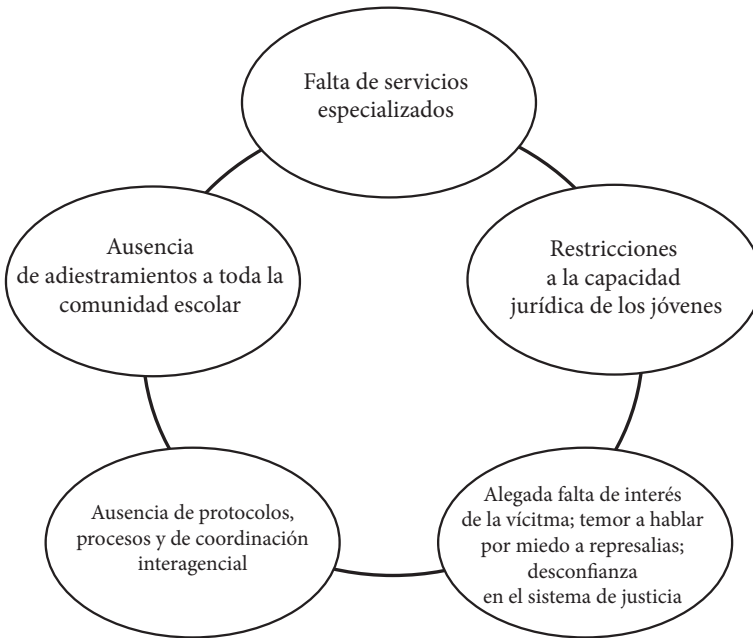 Falta de servicios
especializados
Ausencia
de adiestramientos a toda la
comunidad escolar
Restricciones
a la capacidad
jurídica de los jóvenes
Ausencia de protocolos,
procesos y de coordinación
interagencial
Alegada falta de interés
de la vícitma; temor a hablar
por miedo a represalias;
desconfianza
en el sistema de justicia